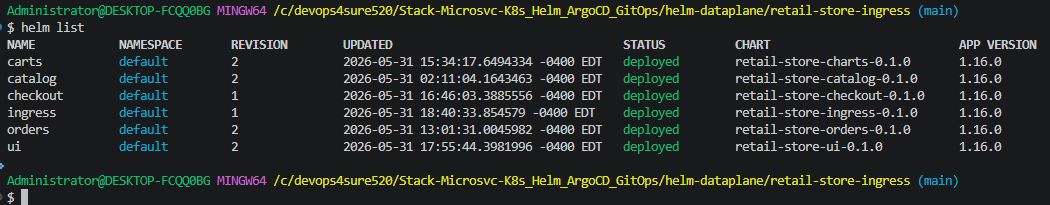 Administrator@DESKTOP-FCQQ0BG MINGW64 /c/devops4sure520/Stack-Microsvc-K8s_Helm_ArgoCD_GitOps/helm-dataplane/retail-store-ingress (main)
$ helm list
NAME NAMESPACE REVISION UPDATED STATUS CHART APP VERSION
carts default 2 2026-05-31 15:34:17.6494334 -0400 EDT deployed retail-store-charts-0.1.0 1.16.0
catalog default 2 2026-05-31 02:11:04.1643463 -0400 EDT deployed retail-store-catalog-0.1.0 1.16.0
checkout default 1 2026-05-31 16:46:03.3885556 -0400 EDT deployed retail-store-checkout-0.1.0 1.16.0
ingress default 1 2026-05-31 18:40:33.854579 -0400 EDT deployed retail-store-ingress-0.1.0 1.16.0
orders default 2 2026-05-31 13:01:31.0045982 -0400 EDT deployed retail-store-orders-0.1.0 1.16.0
ui default 2 2026-05-31 17:55:44.3981996 -0400 EDT deployed retail-store-ui-0.1.0 1.16.0
Administrator@DESKTOP-FCQQ0BG MINGW64 /c/devops4sure520/Stack-Microsvc-K8s_Helm_ArgoCD_GitOps/helm-dataplane/retail-store-ingress (main)
$